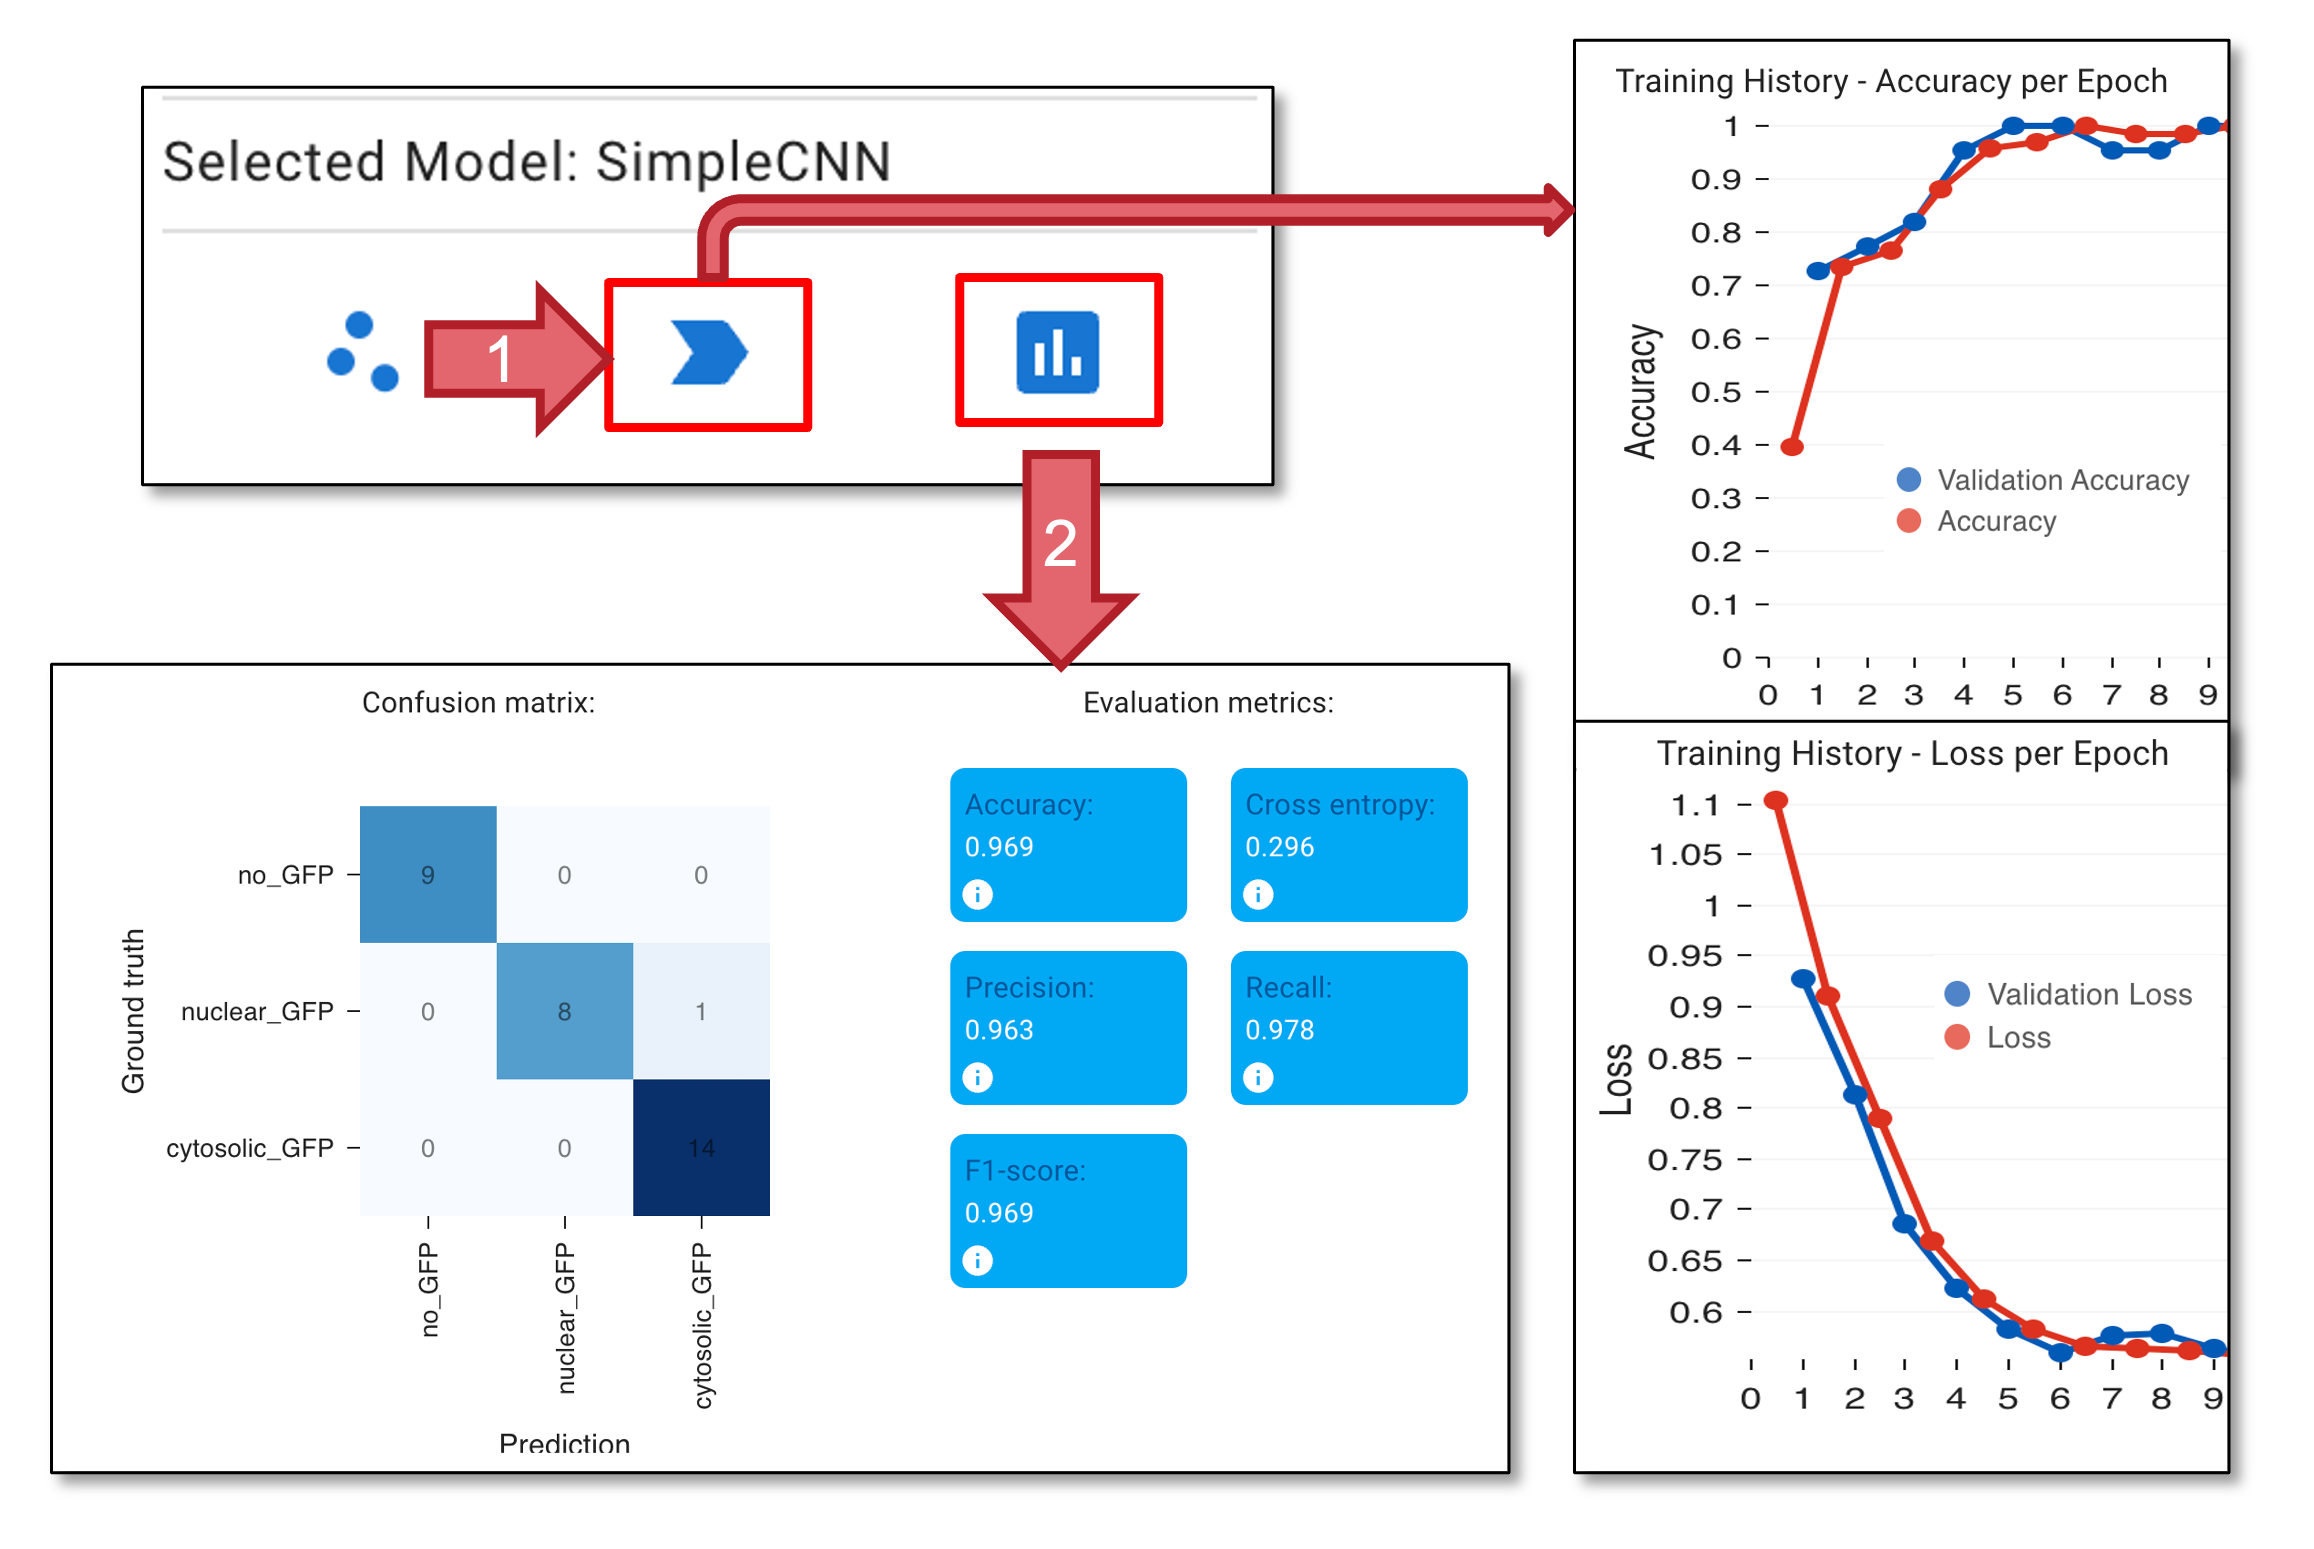 Selected Model: SimpleCNN
1
2
Training History - Accuracy per Epoch
1
0.9
0.8
0.7
0.6
0.5
0.4
0.3
0.2
0.1
0
Accuracy
Validation Accuracy
Accuracy
0 1 2 3 4 5 6 7 8 9
Training History - Loss per Epoch
1.1
1.05
1
0.95
0.9
0.85
0.8
0.75
0.7
0.65
0.6
Loss
Validation Loss
Loss
0 1 2 3 4 5 6 7 8 9
Confusion matrix:
Ground truth
no_GFP 9 0 0
nuclear_GFP 0 8 1
cytosolic_GFP 0 0 14
no_GFP
nuclear_GFP
cytosolic_GFP
Prediction
Evaluation metrics:
Accuracy:
0.969
i
Cross entropy:
0.296
i
Precision:
0.963
i
Recall:
0.978
i
F1-score:
0.969
i